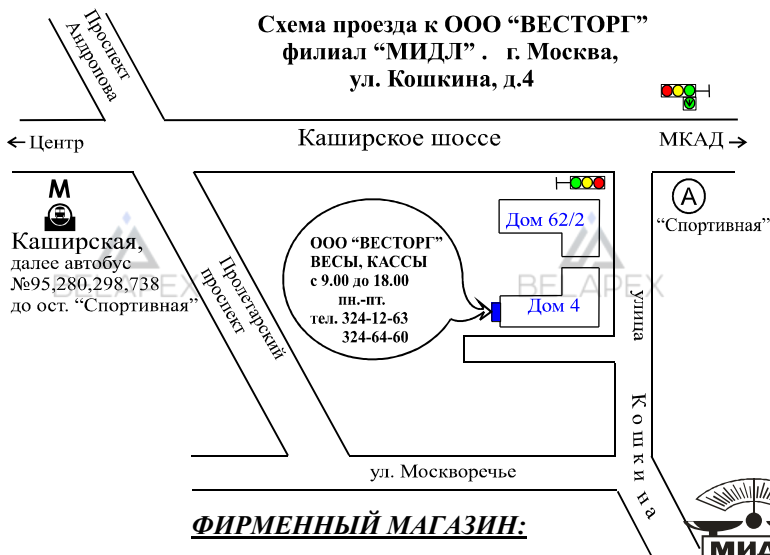 Схема проезда к ООО “ВЕСТОРГ”
филиал “МИДЛ” .   г. Москва,
ул. Кошкина, д.4
Проспект
Андропова
Центр
Каширское шоссе
МКАД
М
Каширская,
далее автобус
№95,280,298,738
до ост. “Спортивная”
Пролетарский
проспект
ООО “ВЕСТОРГ”
ВЕСЫ, КАССЫ
с 9.00 до 18.00
пн.-пт.
тел. 324-12-63
324-64-60
Дом 62/2
Дом 4
А
“Спортивная”
BELAPEX
BELAPEX
улица
Кошкина
ул. Москворечье
ФИРМЕННЫЙ МАГАЗИН: